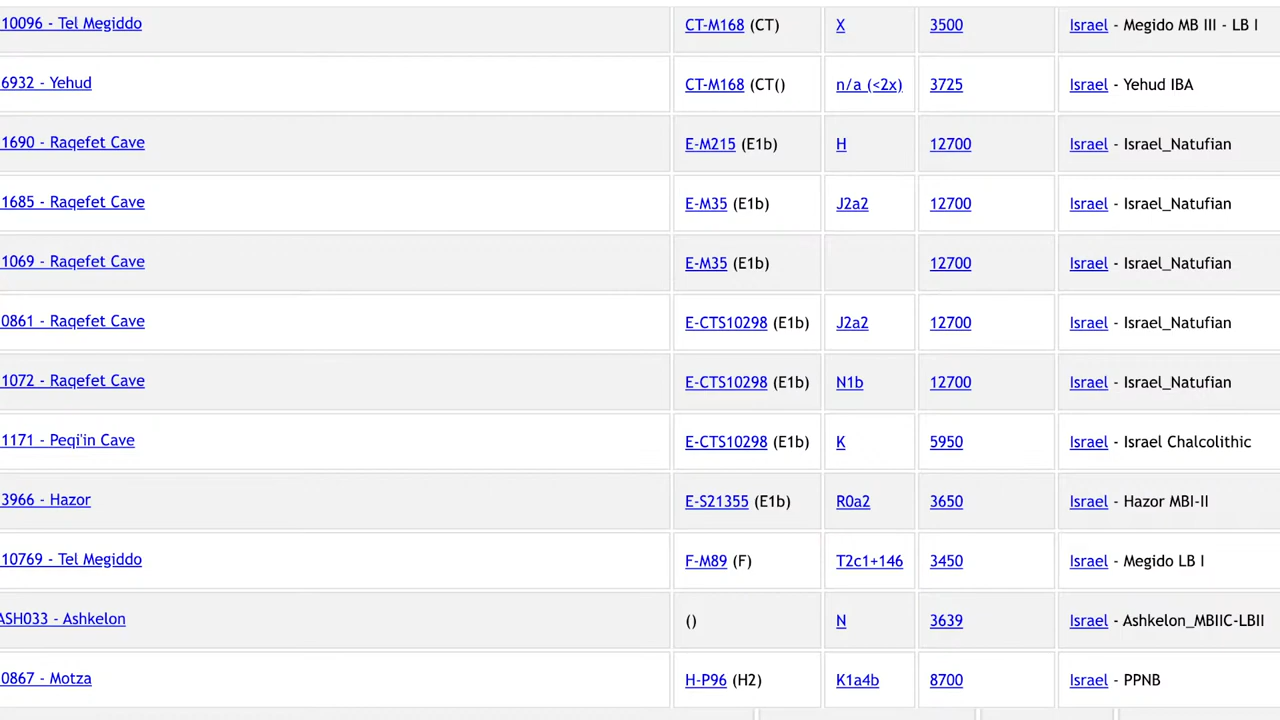 10096 - Tel Megiddo CT-M168 (CT) X 3500 Israel - Megido MB III - LB I
6932 - Yehud CT-M168 (CT() n/a (<2x) 3725 Israel - Yehud IBA
1690 - Raqefet Cave E-M215 (E1b) H 12700 Israel - Israel_Natufian
1685 - Raqefet Cave E-M35 (E1b) J2a2 12700 Israel - Israel_Natufian
1069 - Raqefet Cave E-M35 (E1b) 12700 Israel - Israel_Natufian
0861 - Raqefet Cave E-CTS10298 (E1b) J2a2 12700 Israel - Israel_Natufian
1072 - Raqefet Cave E-CTS10298 (E1b) N1b 12700 Israel - Israel_Natufian
1171 - Peqi'in Cave E-CTS10298 (E1b) K 5950 Israel - Israel Chalcolithic
3966 - Hazor E-S21355 (E1b) R0a2 3650 Israel - Hazor MBI-II
10769 - Tel Megiddo F-M89 (F) T2c1+146 3450 Israel - Megido LB I
ASH033 - Ashkelon () N 3639 Israel - Ashkelon_MBIIC-LBII
0867 - Motza H-P96 (H2) K1a4b 8700 Israel - PPNB